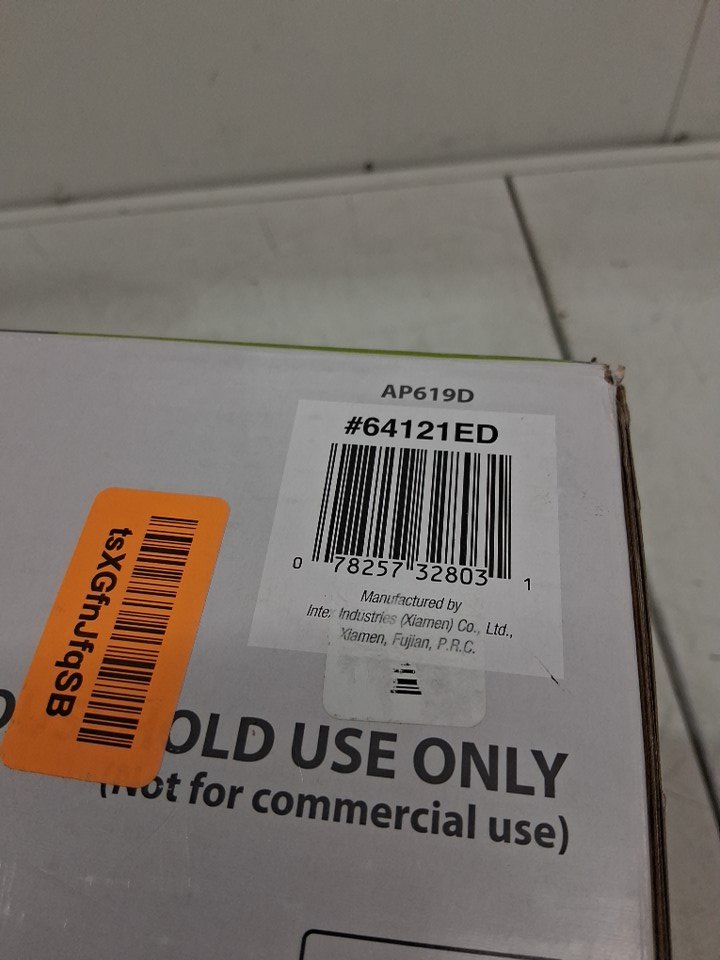 AP619D
#64121ED
0 78257 32803 1
Manufactured by
Intex Industries (Xiamen) Co., Ltd.,
Xiamen, Fujian, P.R.C.
tsXGfnJfqSB
OLD USE ONLY
(Not for commercial use)